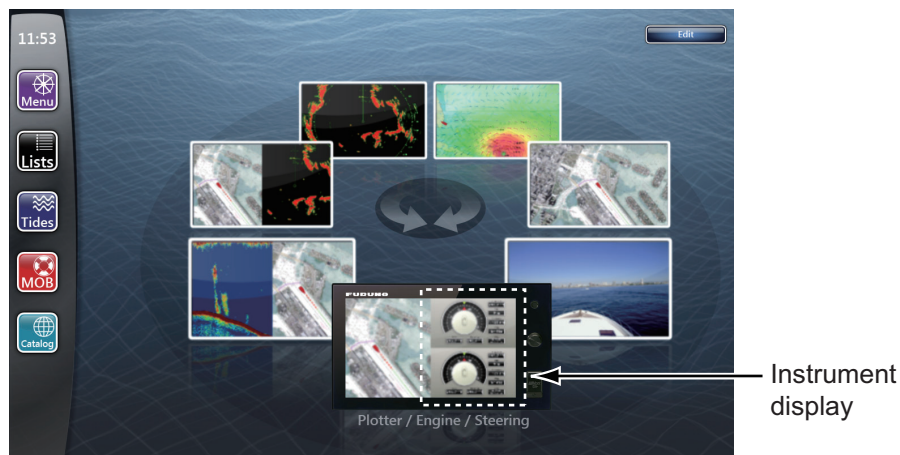 11:53
Edit
Menu
Lists
Tides
MOB
Catalog
FURUNO
Plotter / Engine / Steering
Instrument
display